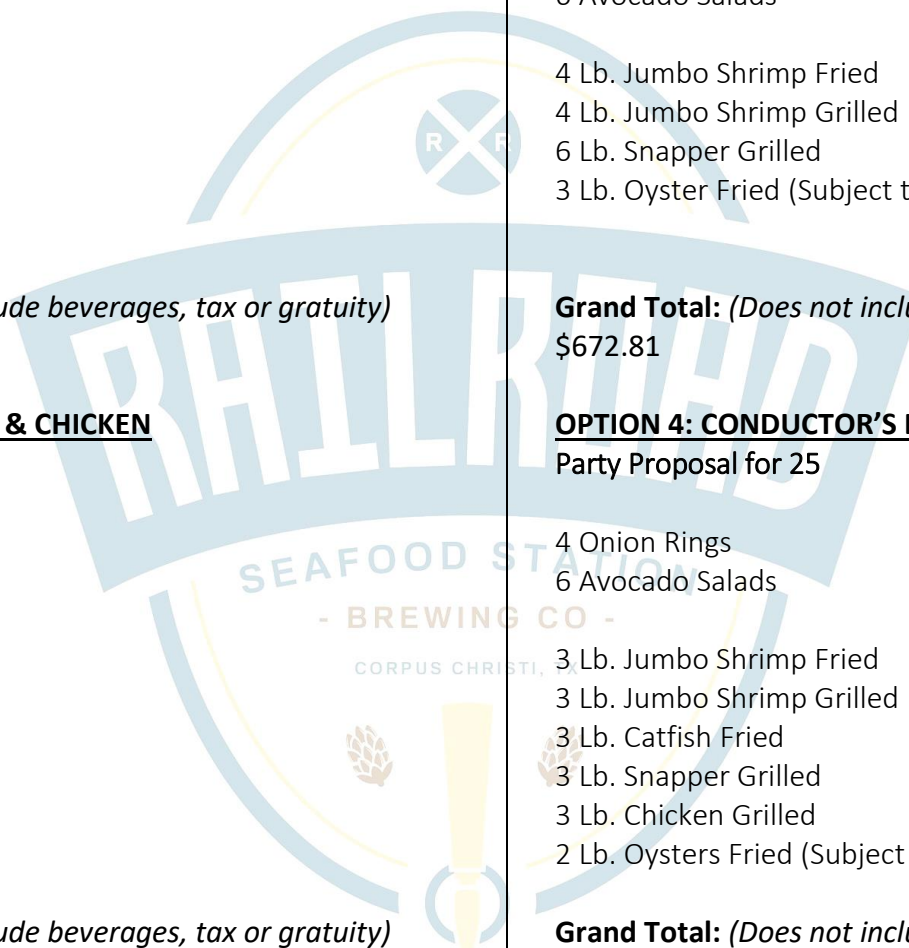 ude beverages, tax or gratuity)
& CHICKEN
ude beverages, tax or gratuity)
6 Avocado Salads
4 Lb. Jumbo Shrimp Fried
4 Lb. Jumbo Shrimp Grilled
6 Lb. Snapper Grilled
3 Lb. Oyster Fried (Subject t
Grand Total: (Does not inclu
$672.81
OPTION 4: CONDUCTOR'S
Party Proposal for 25
4 Onion Rings
6 Avocado Salads
3 Lb. Jumbo Shrimp Fried
3 Lb. Jumbo Shrimp Grilled
3 Lb. Catfish Fried
3 Lb. Snapper Grilled
3 Lb. Chicken Grilled
2 Lb. Oysters Fried (Subject
Grand Total: (Does not inclu
R R
RAILROAD
SEAFOOD STATION
- BREWING CO -
CORPUS CHRISTI, TX